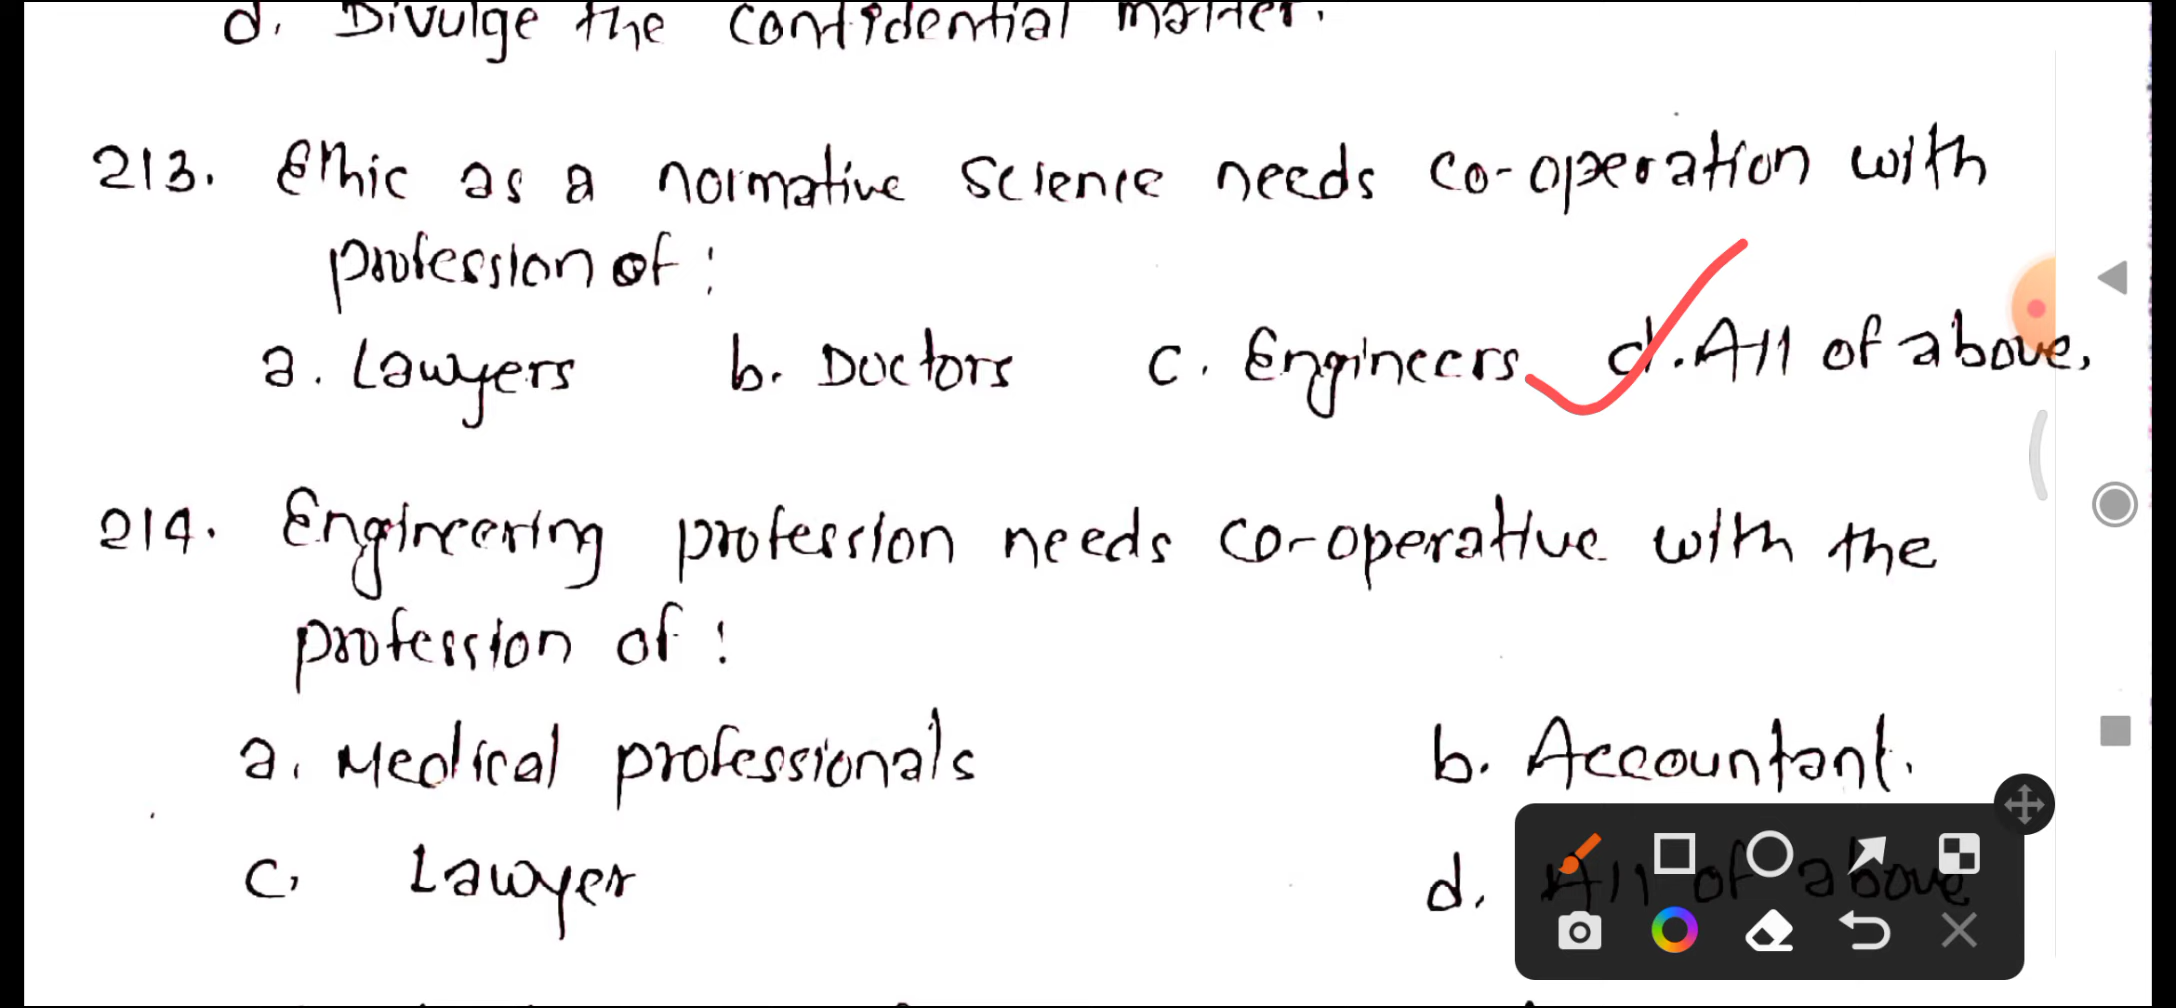 d. Divulge the confidential matter.
213. Ethic as a normative science needs co-operation with
profession of :
a. Lawyers b. Doctors c. Engineers d. All of above.
214. Engineering profession needs co-operative with the
profession of :
a. Medical professionals b. Accountant.
c. Lawyer d. All of above